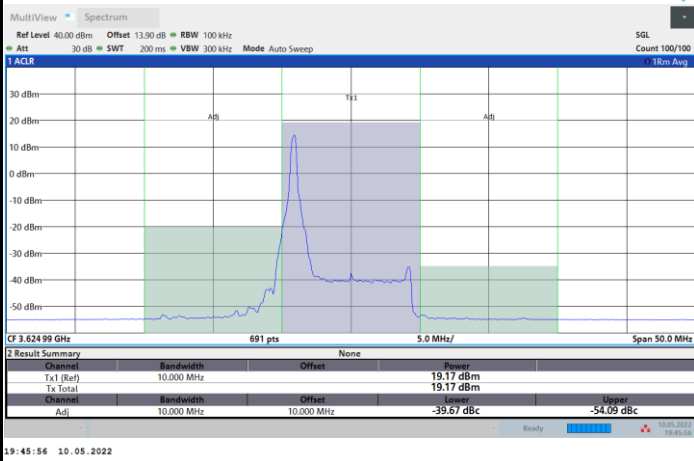 MultiView Spectrum
Ref Level 40.00 dBm Offset 13.90 dB RBW 100 kHz SGL
Att 30 dB SWT 200 ms VBW 300 kHz Mode Auto Sweep Count 100/100
1 ACLR 1Rm Avg
30 dBm
Tx1
20 dBm
Adj Adj
10 dBm
0 dBm
-10 dBm
-20 dBm
-30 dBm
-40 dBm
-50 dBm
CF 3.62499 GHz 691 pts 5.0 MHz/ Span 50.0 MHz
2 Result Summary None
Channel Bandwidth Offset Power
Tx1 (Ref) 10.000 MHz 19.17 dBm
Tx Total 19.17 dBm
Channel Bandwidth Offset Lower Upper
Adj 10.000 MHz 10.000 MHz -39.67 dBc -54.09 dBc
Ready 10.05.2022
19:45:56
19:45:56 10.05.2022